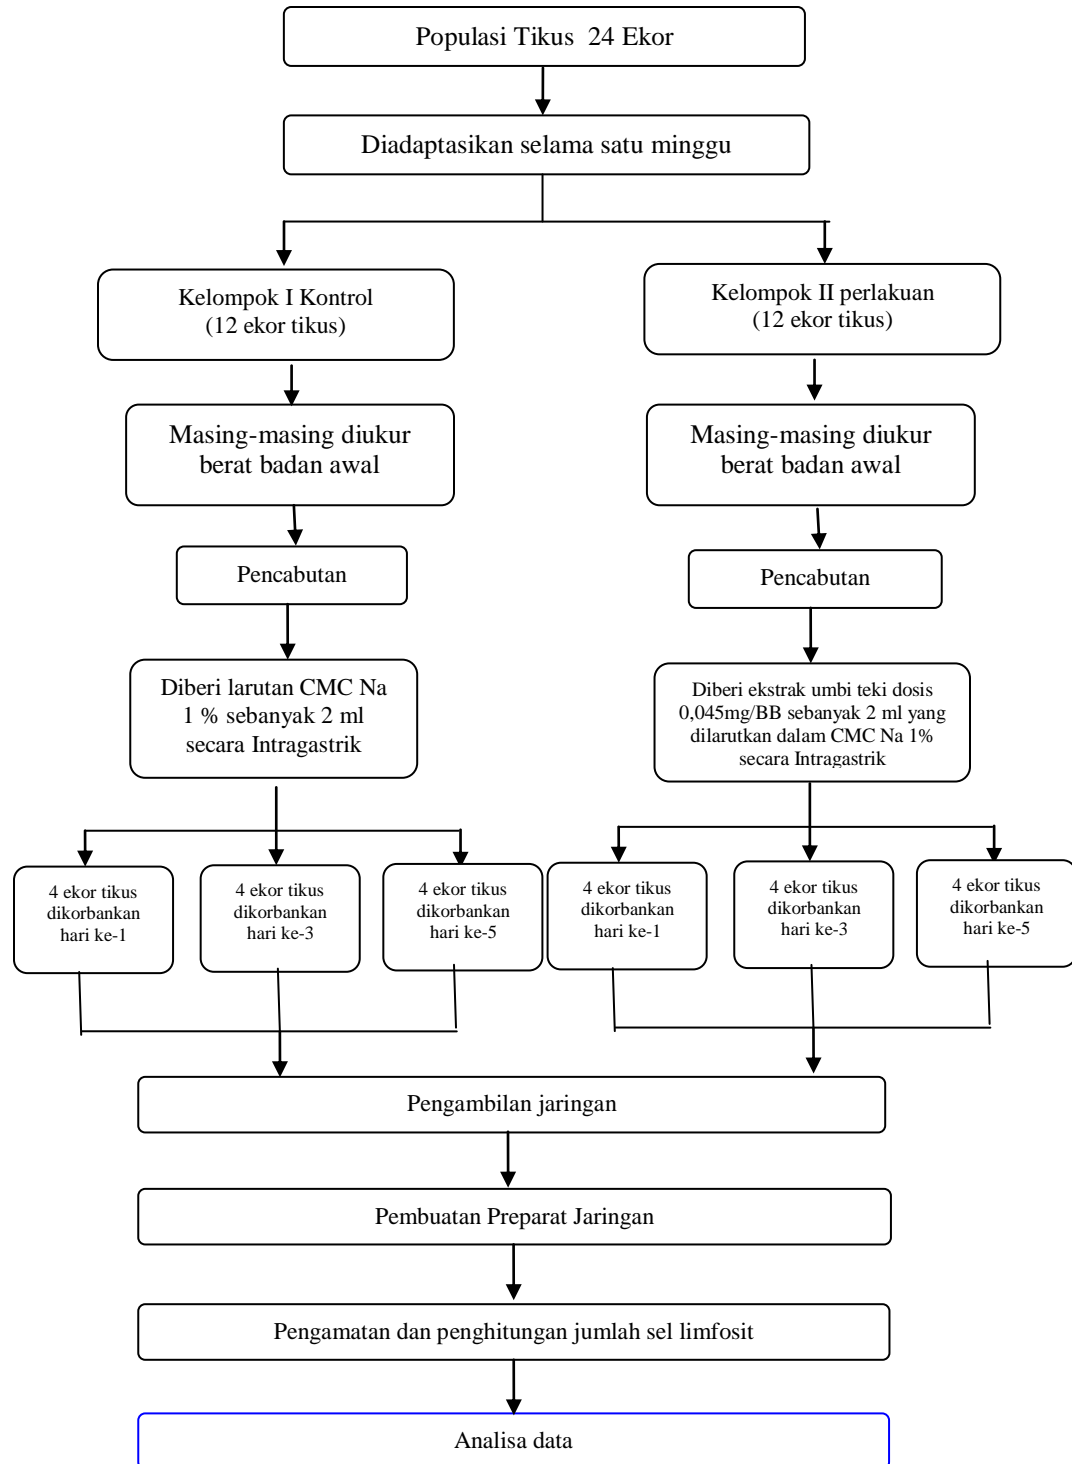 Populasi Tikus  24 Ekor
Diadaptasikan selama satu minggu
Kelompok I Kontrol
(12 ekor tikus)
Kelompok II perlakuan
(12 ekor tikus)
Masing-masing diukur
berat badan awal
Masing-masing diukur
berat badan awal
Pencabutan
Pencabutan
Diberi larutan CMC Na
1 % sebanyak 2 ml
secara Intragastrik
Diberi ekstrak umbi teki dosis
0,045mg/BB sebanyak 2 ml yang
dilarutkan dalam CMC Na 1%
secara Intragastrik
4 ekor tikus
dikorbankan
hari ke-1
4 ekor tikus
dikorbankan
hari ke-3
4 ekor tikus
dikorbankan
hari ke-5
4 ekor tikus
dikorbankan
hari ke-1
4 ekor tikus
dikorbankan
hari ke-3
4 ekor tikus
dikorbankan
hari ke-5
Pengambilan jaringan
Pembuatan Preparat Jaringan
Pengamatan dan penghitungan jumlah sel limfosit
Analisa data